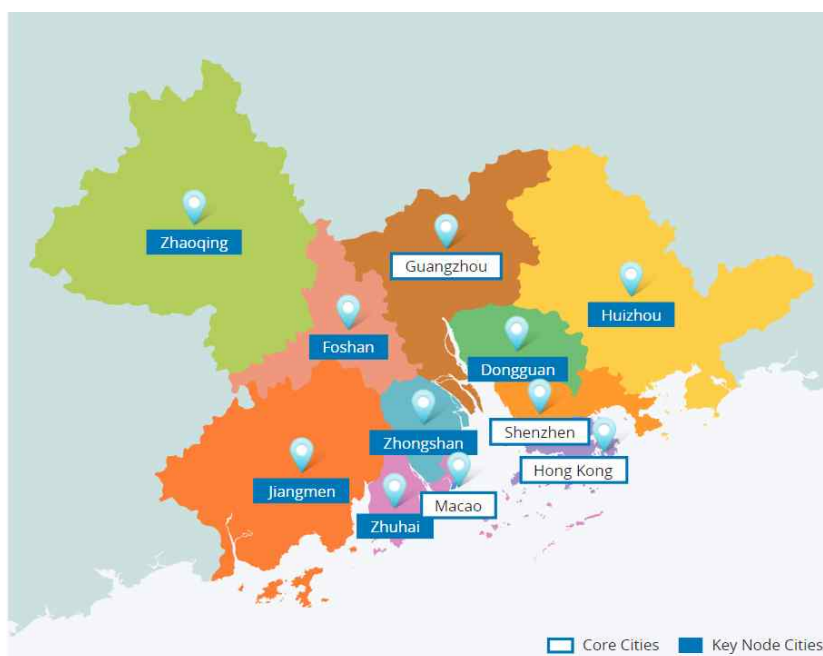 Zhaoqing
Guangzhou
Huizhou
Foshan
Dongguan
Shenzhen
Zhongshan
Hong Kong
Jiangmen
Macao
Zhuhai
Core Cities
Key Node Cities